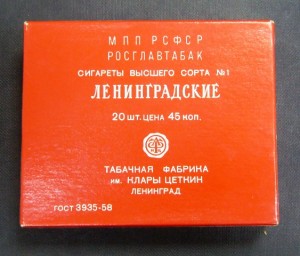 МПП РСФСР
РОСГЛАВТАБАК
СИГАРЕТЫ ВЫСШЕГО СОРТА №1
ЛЕНИНГРАДСКИЕ
20 ШТ. ЦЕНА 45 КОП.
ТАБАЧНАЯ ФАБРИКА
ИМ. КЛАРЫ ЦЕТКИН
ЛЕНИНГРАД
ГОСТ 3935-58